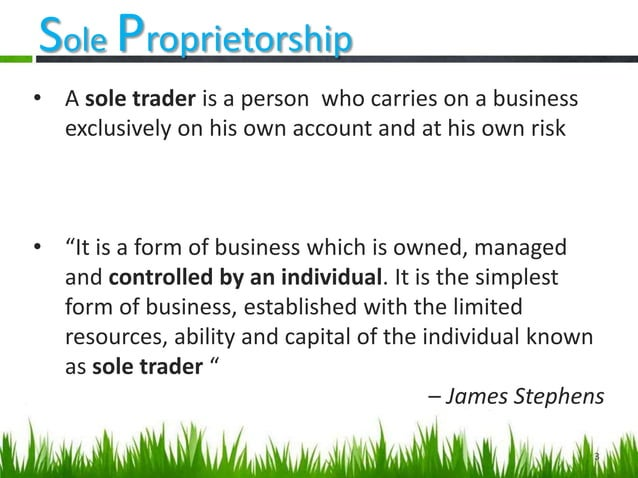 Sole Proprietorship
• A sole trader is a person  who carries on a business
exclusively on his own account and at his own risk
• “It is a form of business which is owned, managed
and controlled by an individual. It is the simplest
form of business, established with the limited
resources, ability and capital of the individual known
as sole trader “
– James Stephens
3